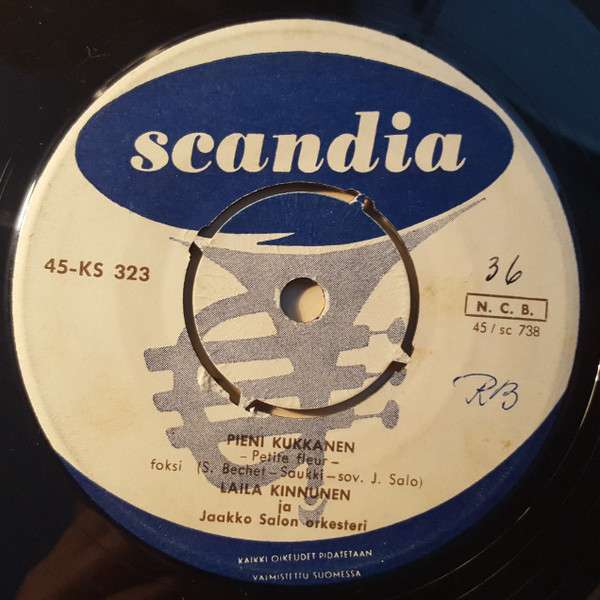 scandia
45-KS 323
36
N. C. B.
45 / sc 738
RB
PIENI KUKKANEN
- Petite fleur -
foksi (S. Bechet - Saukki - sov. J. Salo)
LAILA KINNUNEN
ja
Jaakko Salon orkesteri
KAIKKI OIKEUDET PIDÄTETÄÄN
VALMISTETTU SUOMESSA